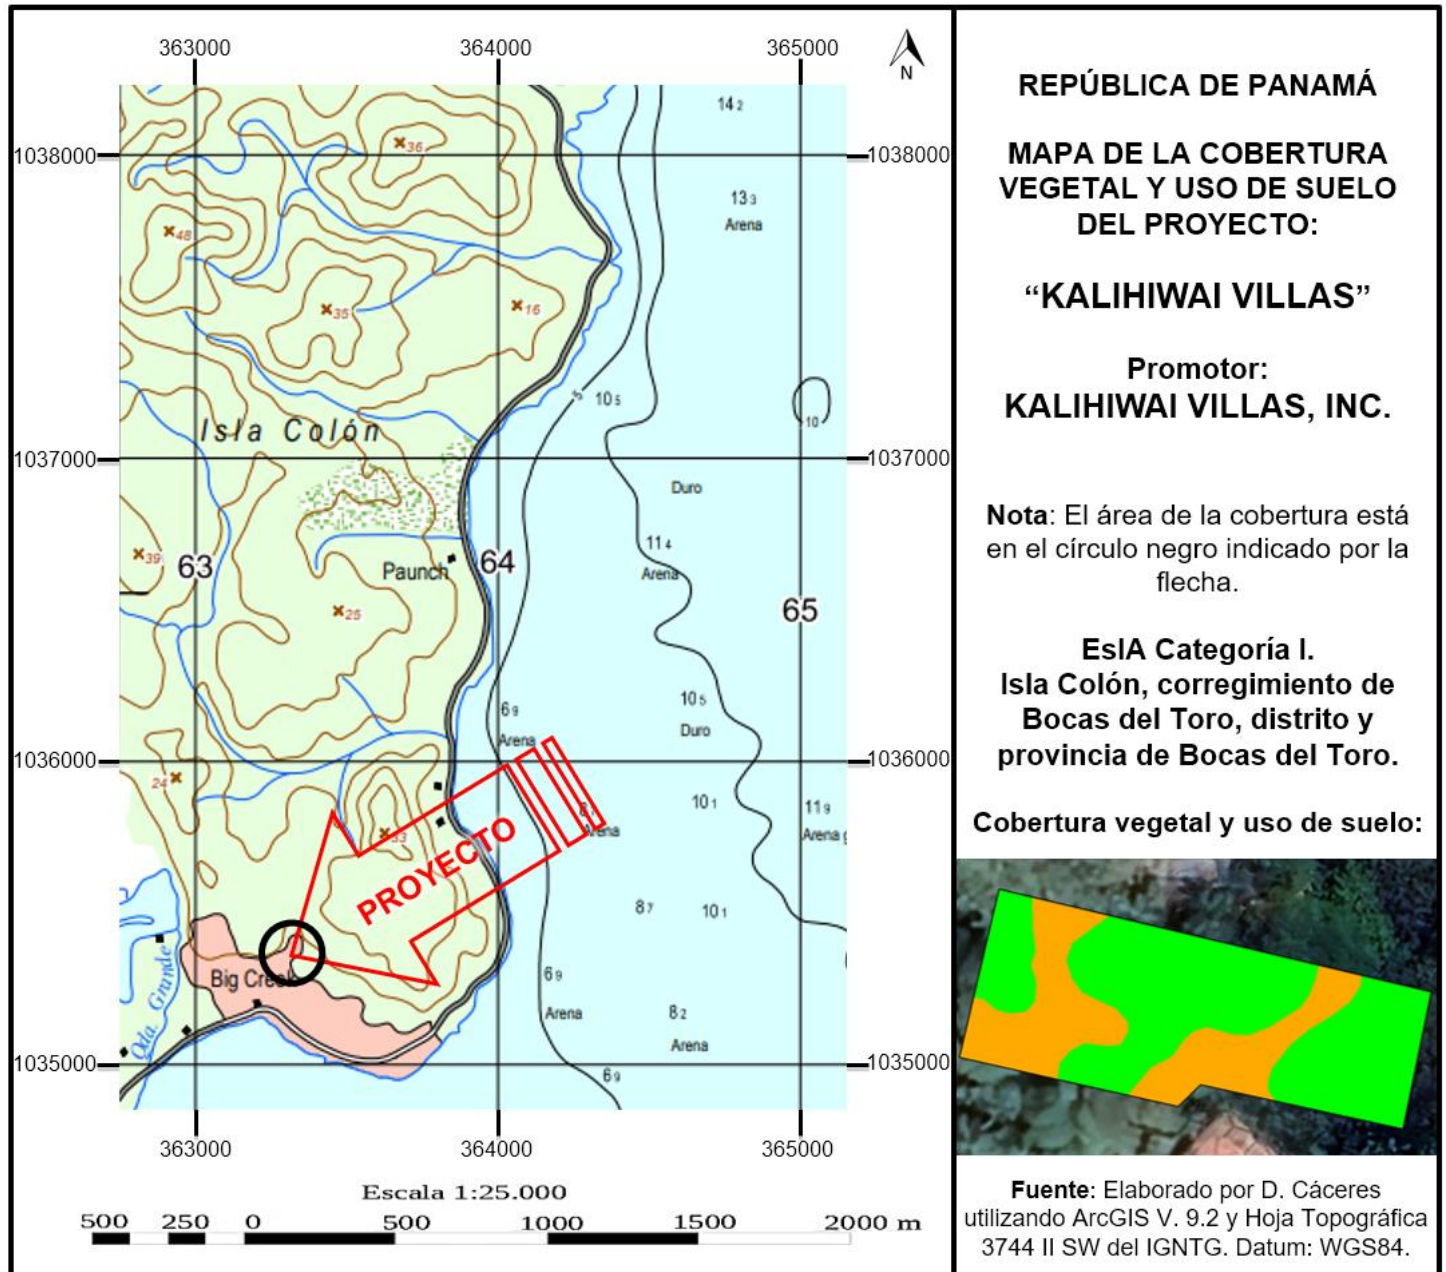 363000
364000
365000
N
14 2
36
1038000
1038000
13 3
Arena
48
35
16
5
10 5
10
Isla Colón
1037000
1037000
Duro
11 4
39
63
Paunch
64
Arena
25
65
6 9
10 5
Arena
Duro
1036000
1036000
24
10 1
11 9
33
Arena
PROYECTO
8 7
10 1
Qda. Grande
Big Creek
6 9
Arena
8 2
Arena
1035000
1035000
6 9
363000
364000
365000
Escala 1:25.000
500 250 0 500 1000 1500 2000 m
REPÚBLICA DE PANAMÁ
MAPA DE LA COBERTURA
VEGETAL Y USO DE SUELO
DEL PROYECTO:
“KALIHIWAI VILLAS”
Promotor:
KALIHIWAI VILLAS, INC.
Nota: El área de la cobertura está
en el círculo negro indicado por la
flecha.
EsIA Categoría I.
Isla Colón, corregimiento de
Bocas del Toro, distrito y
provincia de Bocas del Toro.
Cobertura vegetal y uso de suelo:
Fuente: Elaborado por D. Cáceres
utilizando ArcGIS V. 9.2 y Hoja Topográfica
3744 II SW del IGNTG. Datum: WGS84.